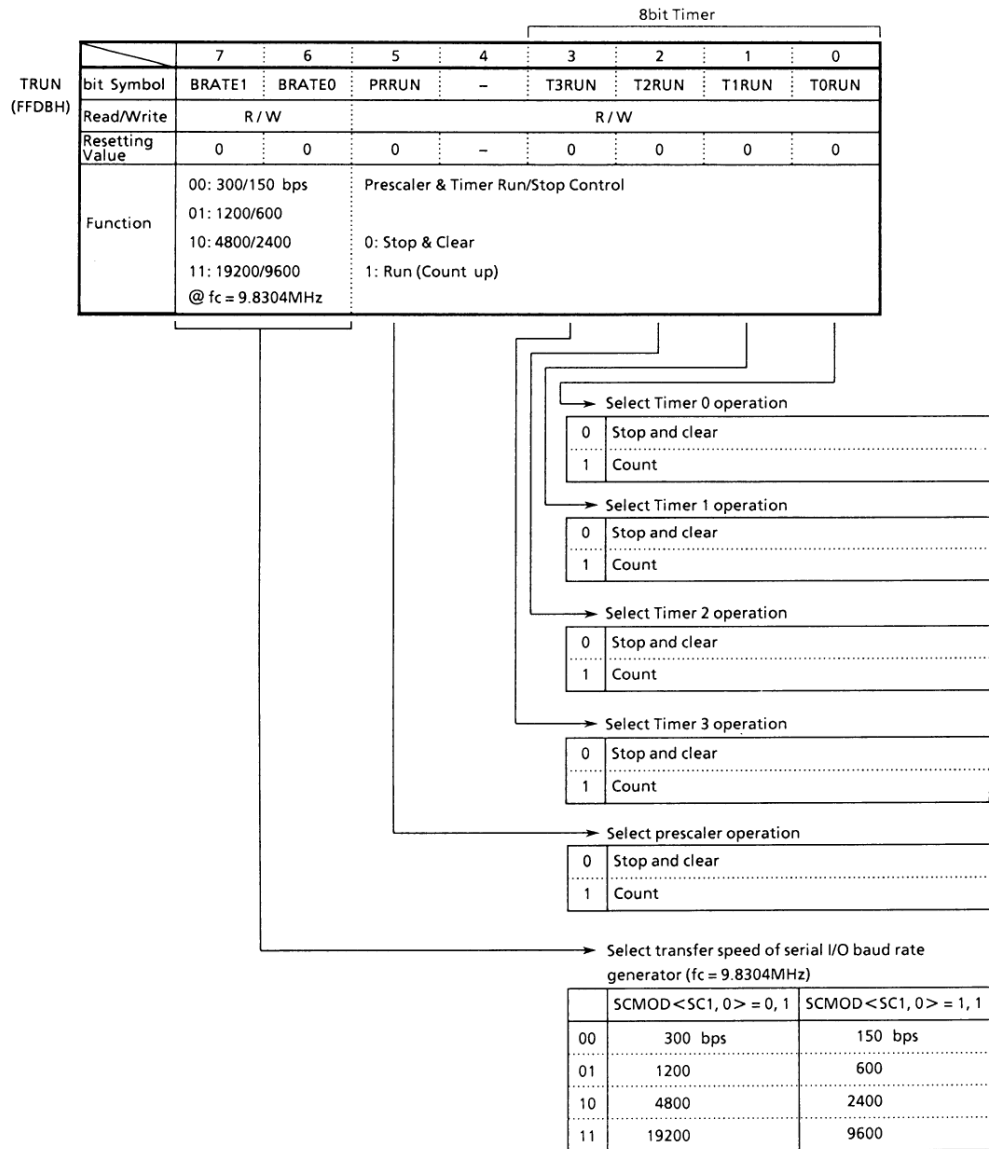 8bit Timer
7 6 5 4 3 2 1 0
TRUN bit Symbol BRATE1 BRATE0 PRRUN – T3RUN T2RUN T1RUN T0RUN
(FFDBH)
Read/Write R / W R / W
Resetting
Value 0 0 0 – 0 0 0 0
Function
00: 300/150 bps Prescaler & Timer Run/Stop Control
01: 1200/600
10: 4800/2400 0: Stop & Clear
11: 19200/9600 1: Run (Count up)
@ fc = 9.8304MHz
Select Timer 0 operation
0 Stop and clear
1 Count
Select Timer 1 operation
0 Stop and clear
1 Count
Select Timer 2 operation
0 Stop and clear
1 Count
Select Timer 3 operation
0 Stop and clear
1 Count
Select prescaler operation
0 Stop and clear
1 Count
Select transfer speed of serial I/O baud rate
generator (fc = 9.8304MHz)
SCMOD<SC1, 0> = 0, 1 SCMOD<SC1, 0> = 1, 1
00 300 bps 150 bps
01 1200 600
10 4800 2400
11 19200 9600